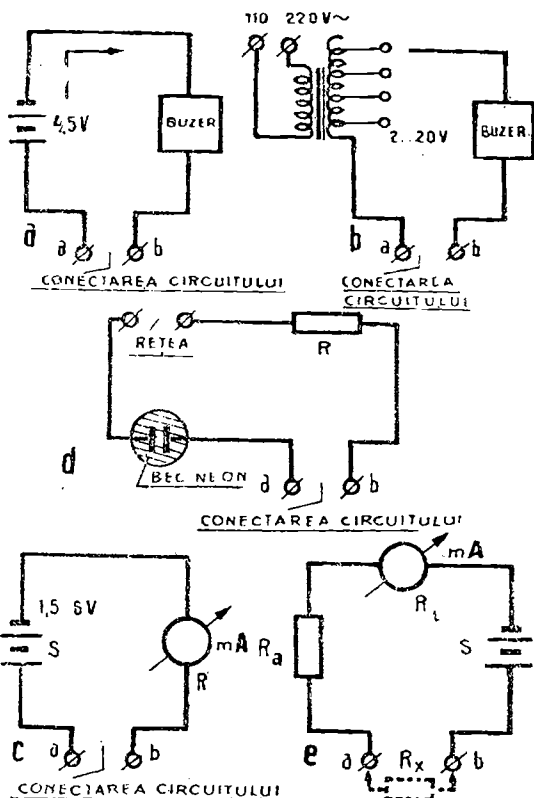 4,5V
BUZER
a
a b
CONECTAREA CIRCUITULUI
110 220V~
2...20V
BUZER
b
a b
CONECTAREA
CIRCUITULUI
RETEA
R
d
BEC NEON
a b
CONECTAREA CIRCUITULUI
1,5 6V
S
mA
R
c
a b
CONECTAREA CIRCUITULUI
mA
Ri
Ra
S
e
a Rx b